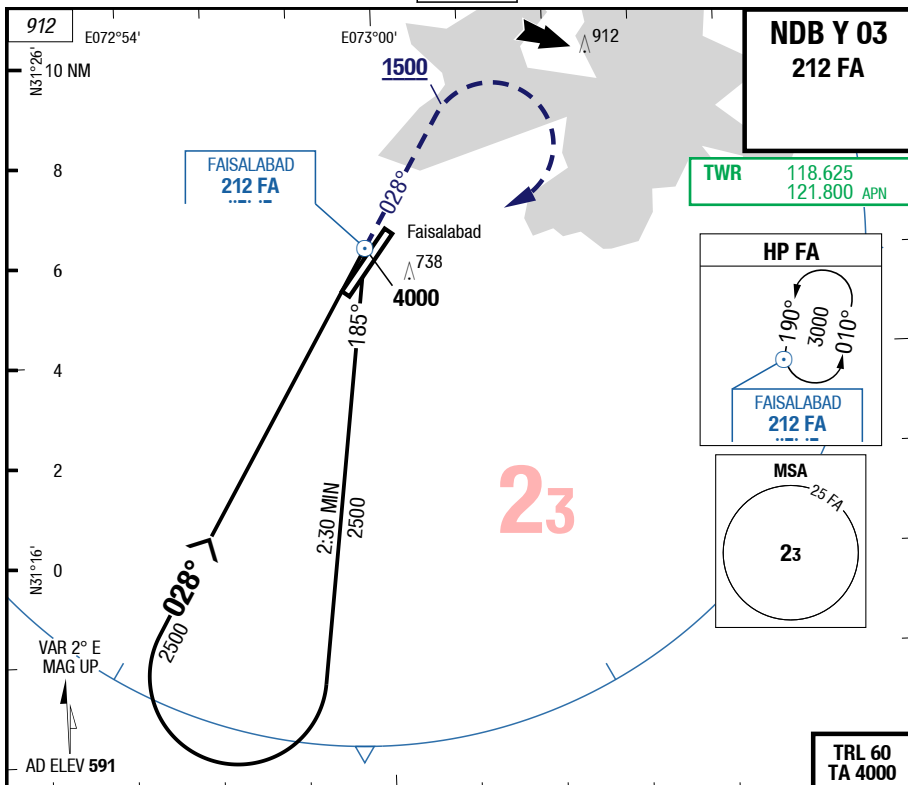 912
E072°54'
E073°00'
912
NDB Y 03
212 FA
N31°26'
10 NM
1500
8
FAISALABAD
212 FA
TWR 118.625
121.800 APN
028°
Faisalabad
6
738
4000
HP FA
190°
3000
010°
185°
4
FAISALABAD
212 FA
2
2:30 MIN
2500
23
MSA
25 FA
23
N31°16'
0
028°
2500
VAR 2° E
MAG UP
AD ELEV 591
TRL 60
TA 4000